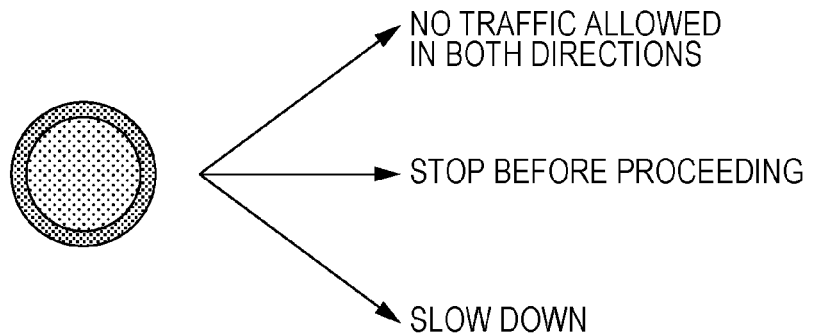 NO TRAFFIC ALLOWED
IN BOTH DIRECTIONS
STOP BEFORE PROCEEDING
SLOW DOWN